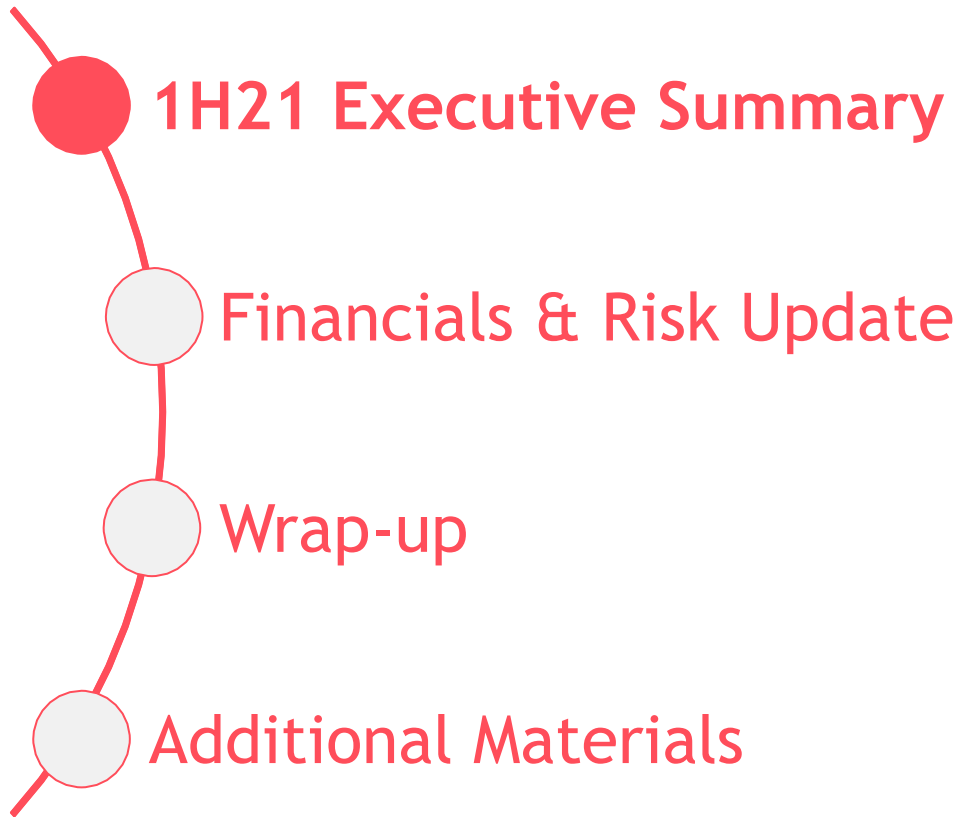 1H21 Executive Summary
Financials & Risk Update
Wrap-up
Additional Materials